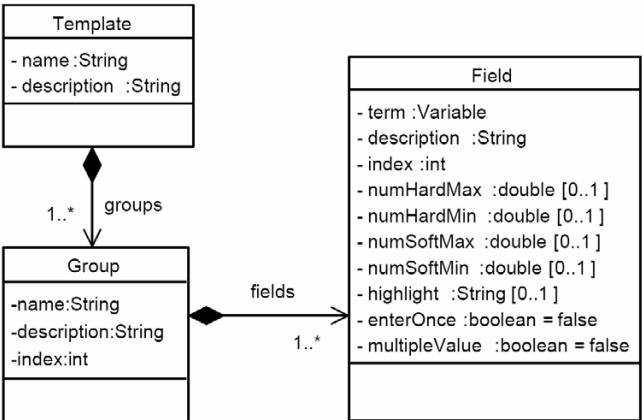 Template
- name :String
- description :String
1..*
groups
Group
-name:String
-description:String
-index:int
fields
1..*
Field
- term :Variable
- description :String
- index :int
- numHardMax :double [0..1 ]
- numHardMin :double [0..1 ]
- numSoftMax :double [0..1 ]
- numSoftMin :double [0..1 ]
- highlight :String [0..1 ]
- enterOnce :boolean = false
- multipleValue :boolean = false